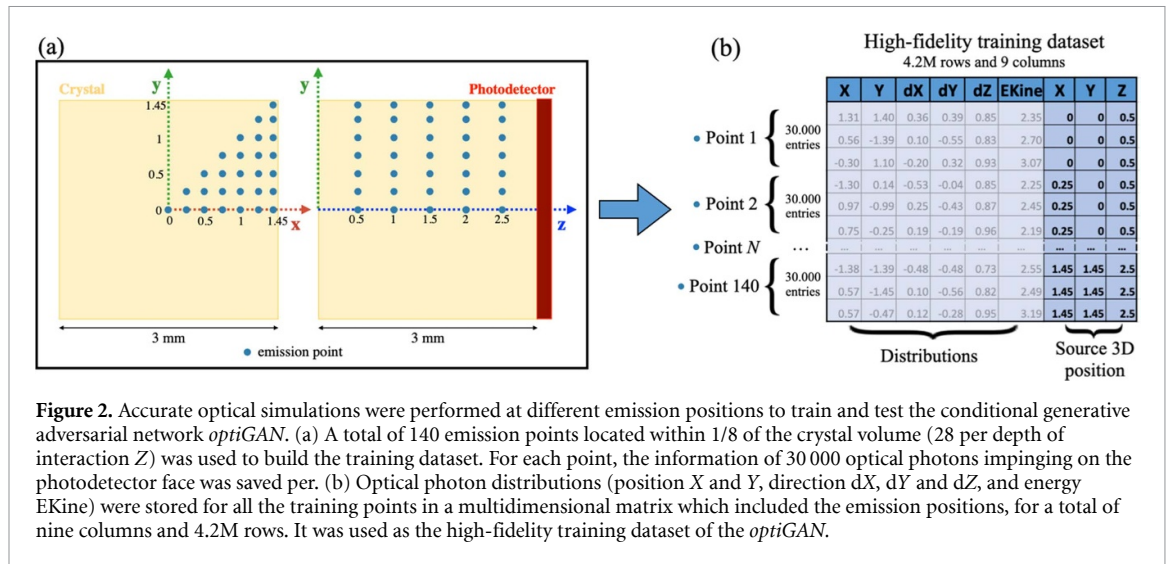 (a)
Crystal
y
y
Photodetector
1.45
1
0.5
0
0 0.5 1 1.45 x
0.5 1 1.5 2 2.5 z
3 mm
3 mm
emission point
(b)
High-fidelity training dataset
4.2M rows and 9 columns
X Y dX dY dZ EKine X Y Z
1.31 1.40 0.36 0.39 0.85 2.35 0 0 0.5
• Point 1 30.000 entries 0.56 -1.39 0.10 -0.55 0.83 2.70 0 0 0.5
-0.30 1.10 -0.20 0.32 0.93 3.07 0 0 0.5
-1.30 0.14 -0.53 -0.04 0.85 2.25 0.25 0 0.5
• Point 2 30.000 entries 0.97 -0.99 0.25 -0.43 0.87 2.45 0.25 0 0.5
0.75 -0.25 0.19 -0.19 0.96 2.19 0.25 0 0.5
• Point N ... ... ... ... ... ... ... ... ... ...
-1.38 -1.39 -0.48 -0.48 0.73 2.55 1.45 1.45 2.5
• Point 140 30.000 entries 0.57 -1.45 0.10 -0.56 0.82 2.49 1.45 1.45 2.5
0.57 -0.47 0.12 -0.28 0.95 3.19 1.45 1.45 2.5
Distributions
Source 3D
position
Figure 2. Accurate optical simulations were performed at different emission positions to train and test the conditional generative
adversarial network optiGAN. (a) A total of 140 emission points located within 1/8 of the crystal volume (28 per depth of
interaction Z) was used to build the training dataset. For each point, the information of 30 000 optical photons impinging on the
photodetector face was saved per. (b) Optical photon distributions (position X and Y, direction dX, dY and dZ, and energy
EKine) were stored for all the training points in a multidimensional matrix which included the emission positions, for a total of
nine columns and 4.2M rows. It was used as the high-fidelity training dataset of the optiGAN.